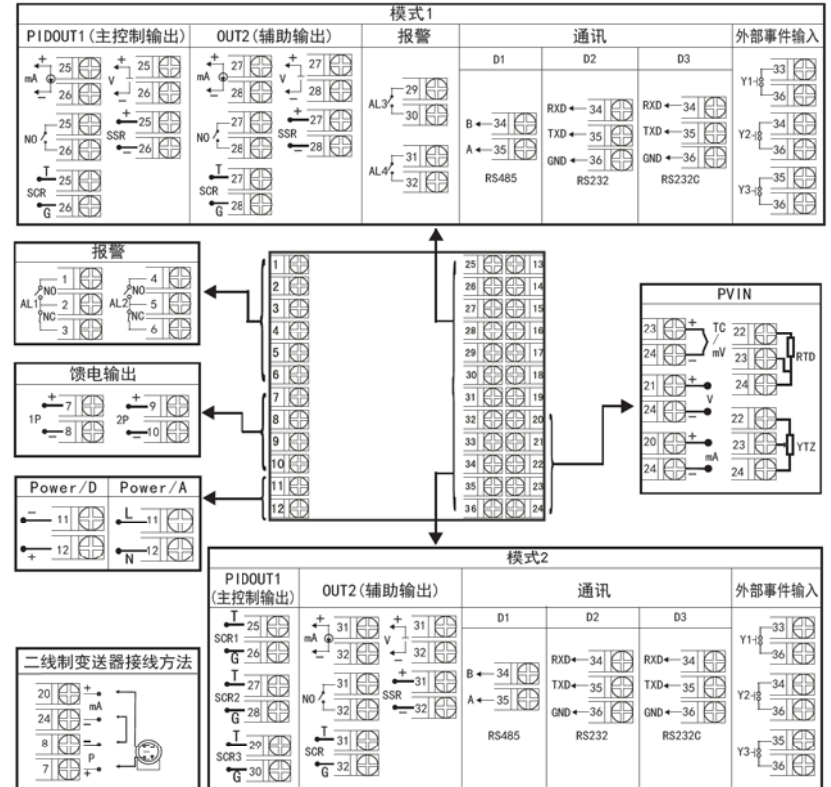 模式1
PIDOUT1(主控制输出) OUT2(辅助输出) 报警 通讯 外部事件输入
D1 D2 D3
+ 25 + 25 + 27 + 27 33
mA V mA V Y1
- 26 - 26 - 28 - 28 36
29
AL3
30
RXD 34 RXD 34
B 34 TXD 35 TXD 35
A 35 GND 36 GND 36
RS485 RS232 RS232C
25 + 25 27 + 27 34
NO SSR NO SSR Y2
26 - 26 28 - 28 36
31
AL4
32
T 25 T 27 35
SCR SCR Y3
G 26 G 28 36
报警
1 4
NO NO
AL1 2 AL2 5
NC NC
3 6
馈电输出
+ 7 + 9
1P 2P
- 8 - 10
Power/D Power/A
- 11 L 11
+ 12 N 12
1 25 13
2 26 14
3 27 15
4 28 16
5 29 17
6 30 18
7 31 19
8 32 20
9 33 21
10 34 22
11 35 23
12 36 24
PVIN
23 + TC 22
/ mV 23 RTD
24 - 24
21 + 22
V
24 - 23 YTZ
20 + 24
mA
24 -
二线制变送器接线方法
20 +
mA
24 -
8 -
P
7 +
模式2
PIDOUT1
(主控制输出) OUT2(辅助输出) 通讯 外部事件输入
D1 D2 D3
T 25 + 31 + 31 33
SCR1 mA V Y1
G 26 - 32 - 32 36
RXD 34 RXD 34
B 34 TXD 35 TXD 35
A 35 GND 36 GND 36
RS485 RS232 RS232C
T 27 31 + 31 34
SCR2 NO SSR Y2
G 28 32 - 32 36
T 29 T 31 35
SCR3 SCR Y3
G 30 G 32 36